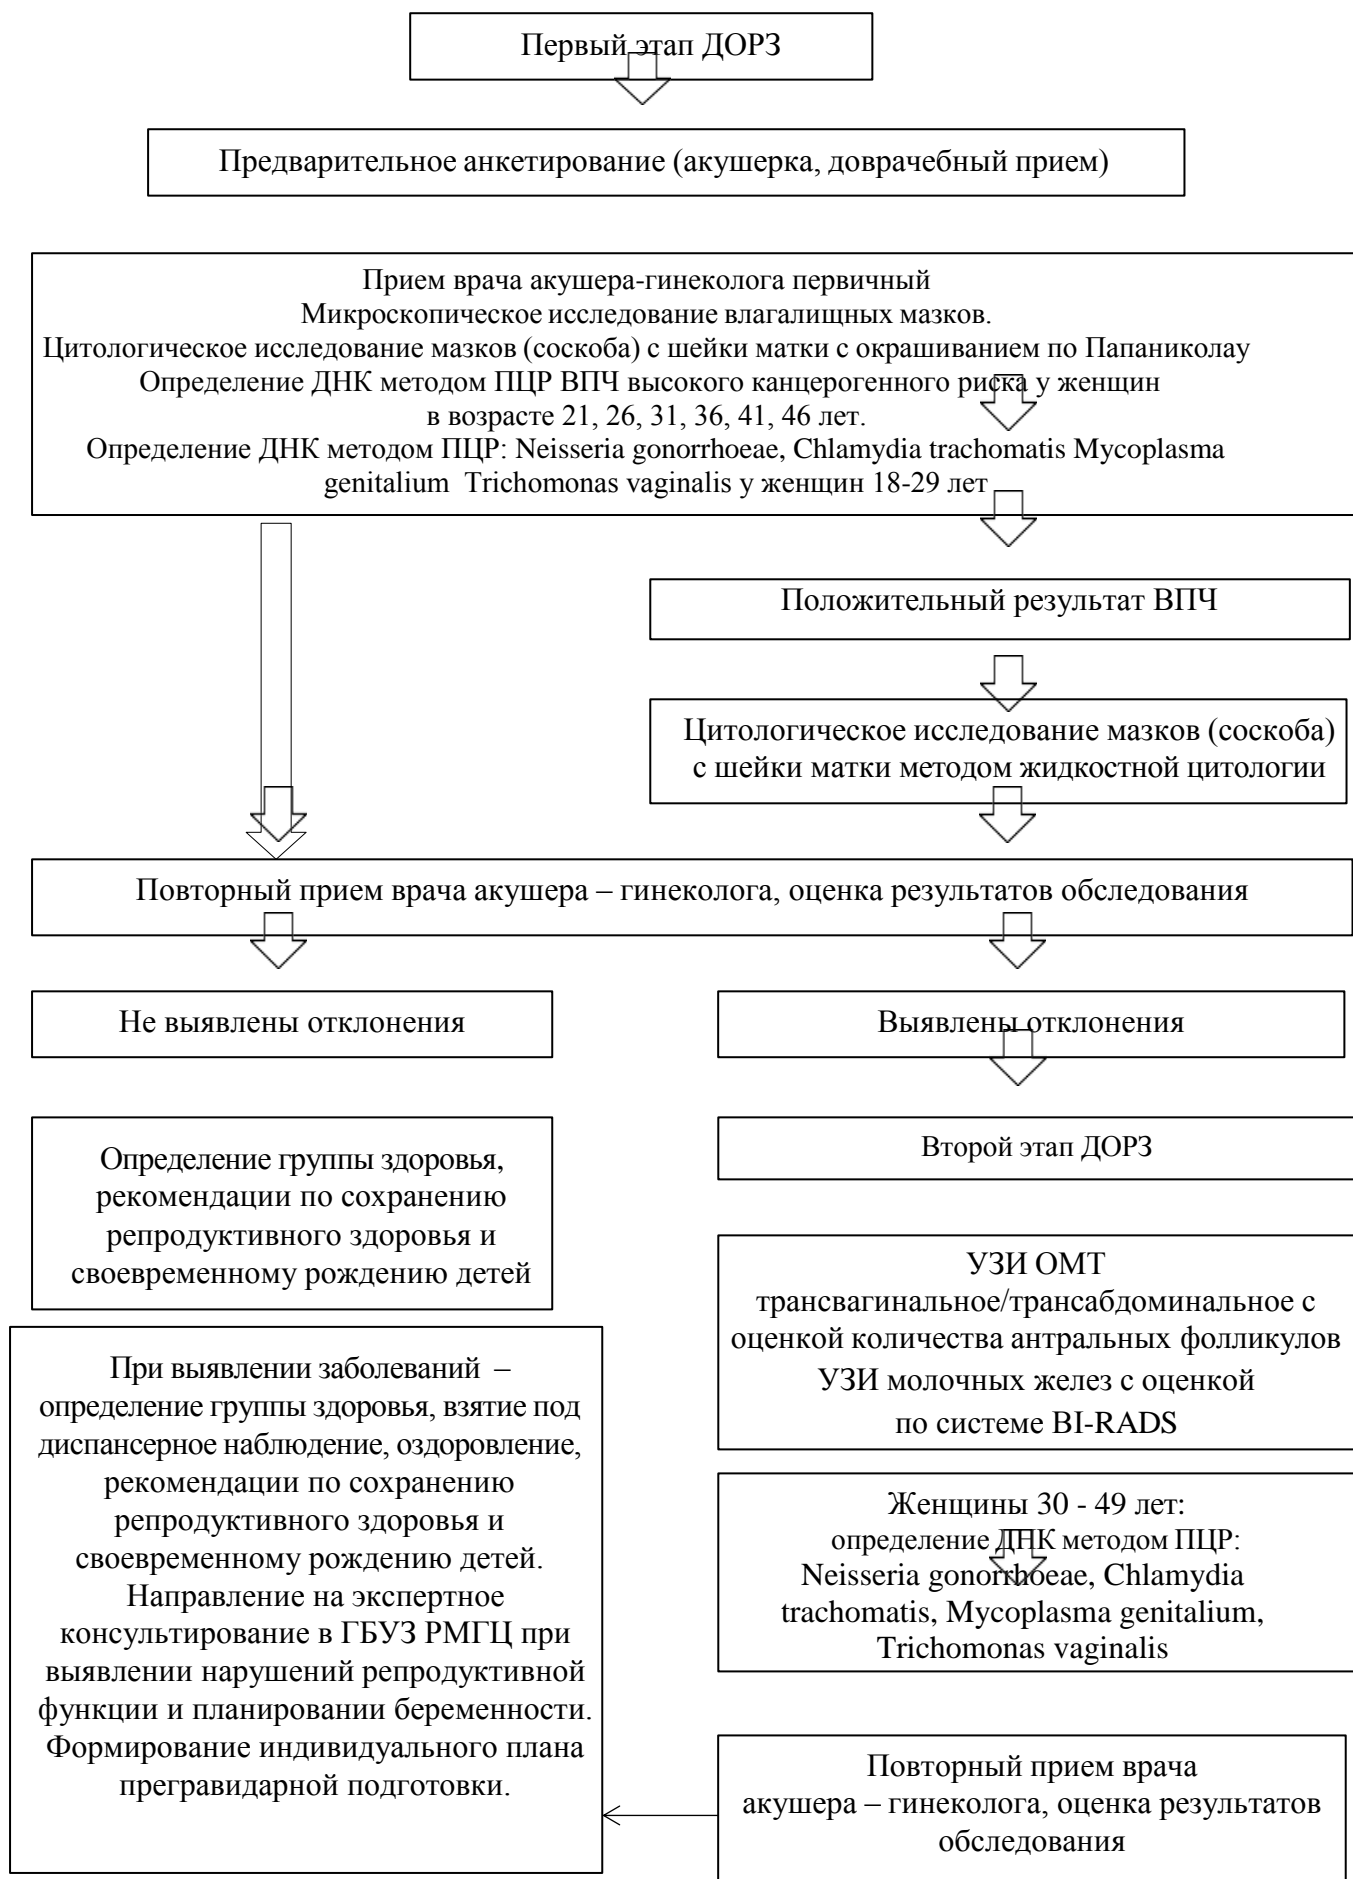 Первый этап ДОРЗ
Предварительное анкетирование (акушерка, доврачебный прием)
Прием врача акушера-гинеколога первичный
Микроскопическое исследование влагалищных мазков.
Цитологическое исследование мазков (соскоба) с шейки матки с окрашиванием по Папаниколау
Определение ДНК методом ПЦР ВПЧ высокого канцерогенного риска у женщин
в возрасте 21, 26, 31, 36, 41, 46 лет.
Определение ДНК методом ПЦР: Neisseria gonorrhoeae, Chlamydia trachomatis Mycoplasma
genitalium Trichomonas vaginalis у женщин 18-29 лет
Положительный результат ВПЧ
Цитологическое исследование мазков (соскоба)
с шейки матки методом жидкостной цитологии
Повторный прием врача акушера – гинеколога, оценка результатов обследования
Не выявлены отклонения
Выявлены отклонения
Определение группы здоровья,
рекомендации по сохранению
репродуктивного здоровья и
своевременному рождению детей
Второй этап ДОРЗ
УЗИ ОМТ
трансвагинальное/трансабдоминальное с
оценкой количества антральных фолликулов
УЗИ молочных желез с оценкой
по системе BI-RADS
Женщины 30 - 49 лет:
определение ДНК методом ПЦР:
Neisseria gonorrhoeae, Chlamydia
trachomatis, Mycoplasma genitalium,
Trichomonas vaginalis
Повторный прием врача
акушера – гинеколога, оценка результатов
обследования
При выявлении заболеваний –
определение группы здоровья, взятие под
диспансерное наблюдение, оздоровление,
рекомендации по сохранению
репродуктивного здоровья и
своевременному рождению детей.
Направление на экспертное
консультирование в ГБУЗ РМГЦ при
выявлении нарушений репродуктивной
функции и планировании беременности.
Формирование индивидуального плана
прегравидарной подготовки.